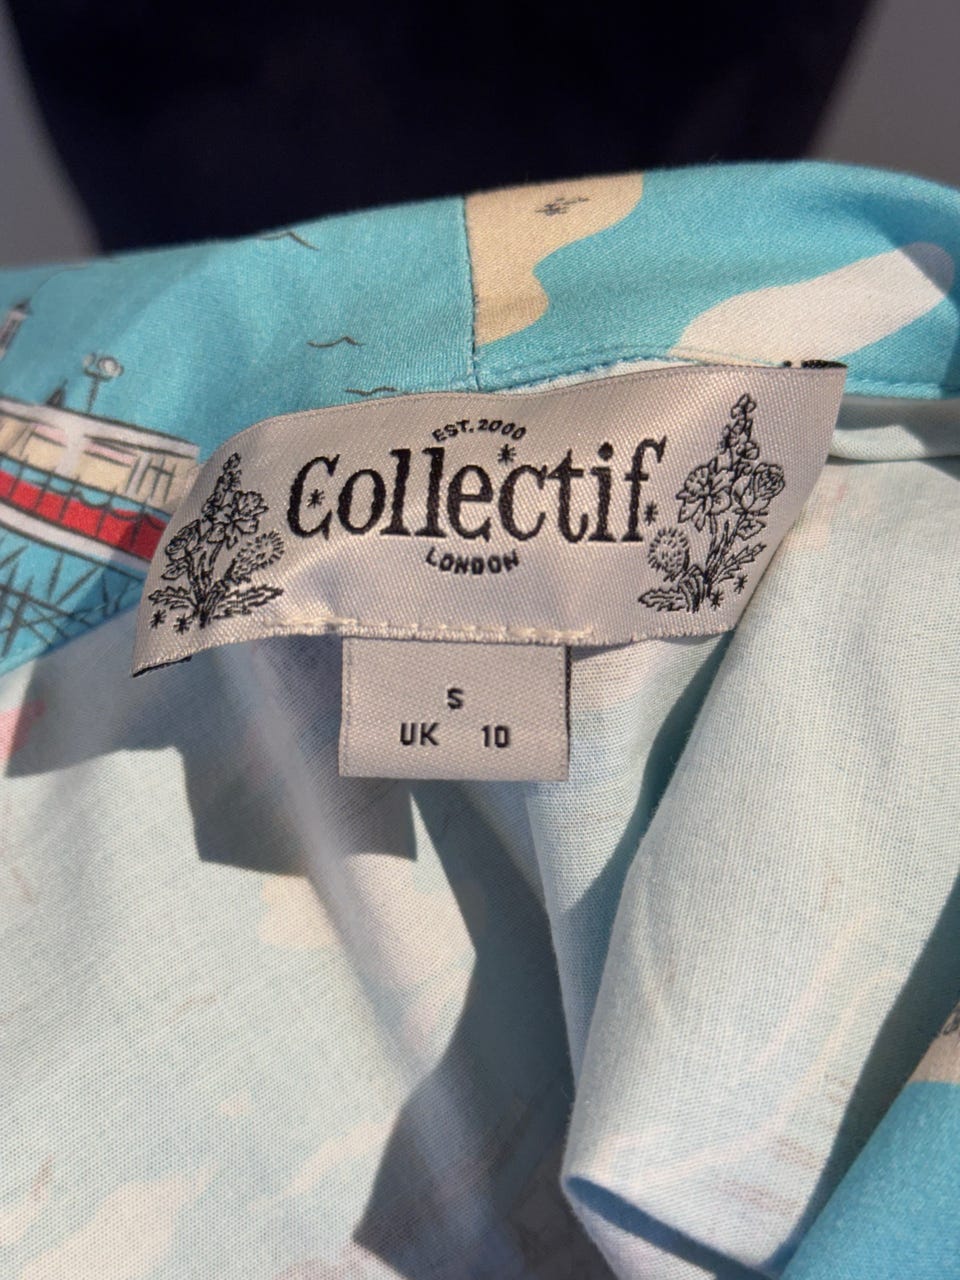 EST. 2000
Collectif
LONDON
S
UK 10